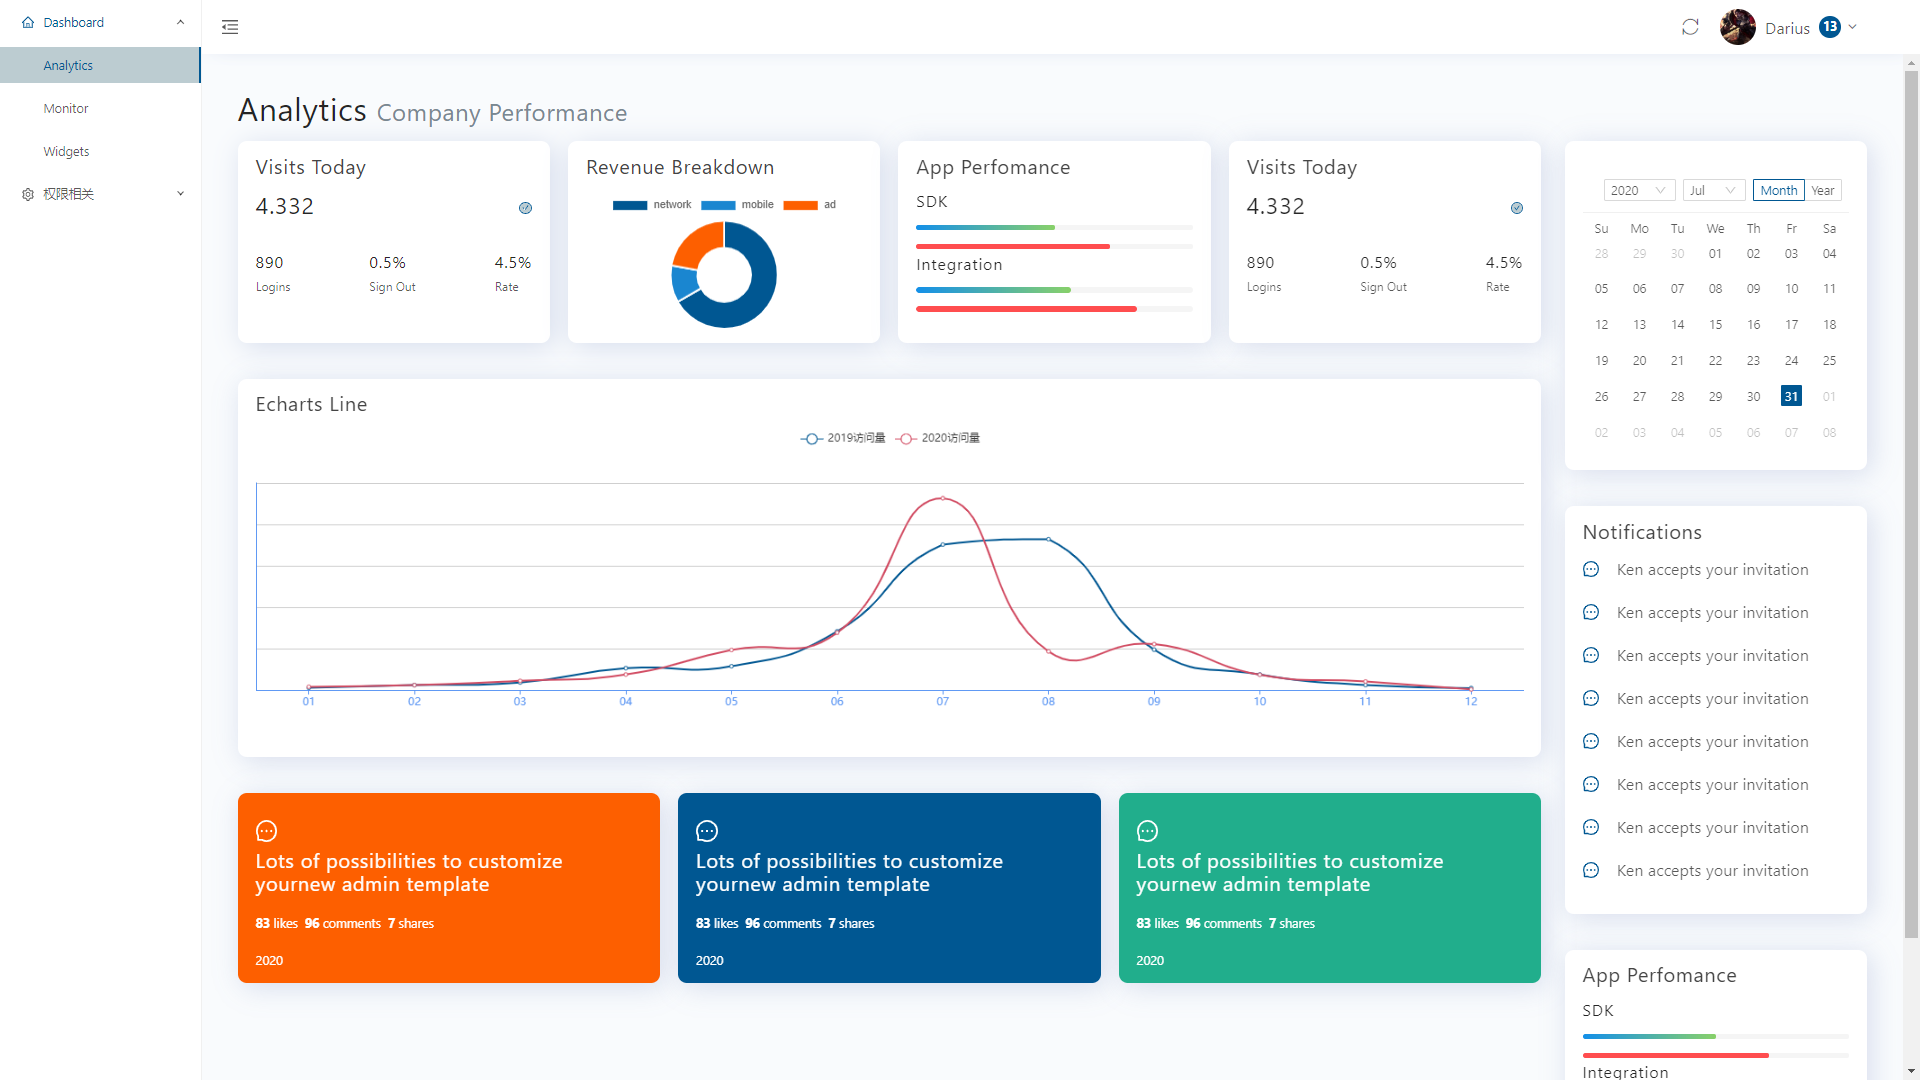 Dashboard
Analytics
Monitor
Widgets
权限相关
Darius 13
Analytics Company Performance
Visits Today
4.332
890 0.5% 4.5%
Logins Sign Out Rate
Revenue Breakdown
network mobile ad
App Perfomance
SDK
Integration
Visits Today
4.332
890 0.5% 4.5%
Logins Sign Out Rate
2020 Jul Month Year
Su Mo Tu We Th Fr Sa
28 29 30 01 02 03 04
05 06 07 08 09 10 11
12 13 14 15 16 17 18
19 20 21 22 23 24 25
26 27 28 29 30 31 01
02 03 04 05 06 07 08
Echarts Line
2019访问量 2020访问量
01 02 03 04 05 06 07 08 09 10 11 12
Notifications
Ken accepts your invitation
Ken accepts your invitation
Ken accepts your invitation
Ken accepts your invitation
Ken accepts your invitation
Ken accepts your invitation
Ken accepts your invitation
Ken accepts your invitation
Lots of possibilities to customize
yournew admin template
83 likes 96 comments 7 shares
2020
Lots of possibilities to customize
yournew admin template
83 likes 96 comments 7 shares
2020
Lots of possibilities to customize
yournew admin template
83 likes 96 comments 7 shares
2020
App Perfomance
SDK
Integration